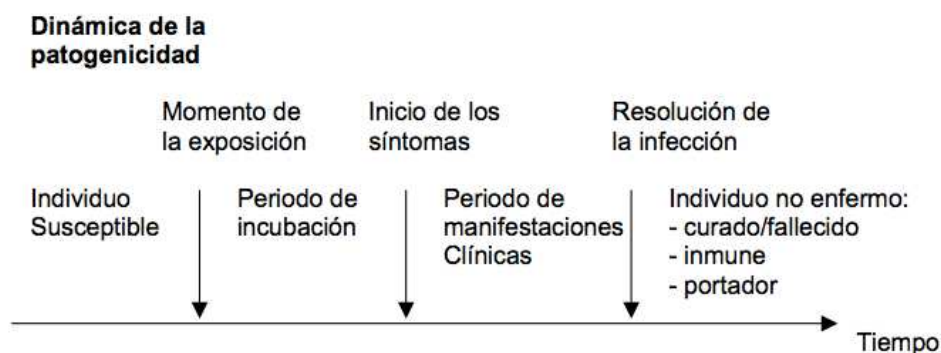 Dinámica de la
patogenicidad
Momento de
la exposición
Inicio de los
síntomas
Resolución de
la infección
Individuo
Susceptible
Periodo de
incubación
Periodo de
manifestaciones
Clínicas
Individuo no enfermo:
- curado/fallecido
- inmune
- portador
Tiempo